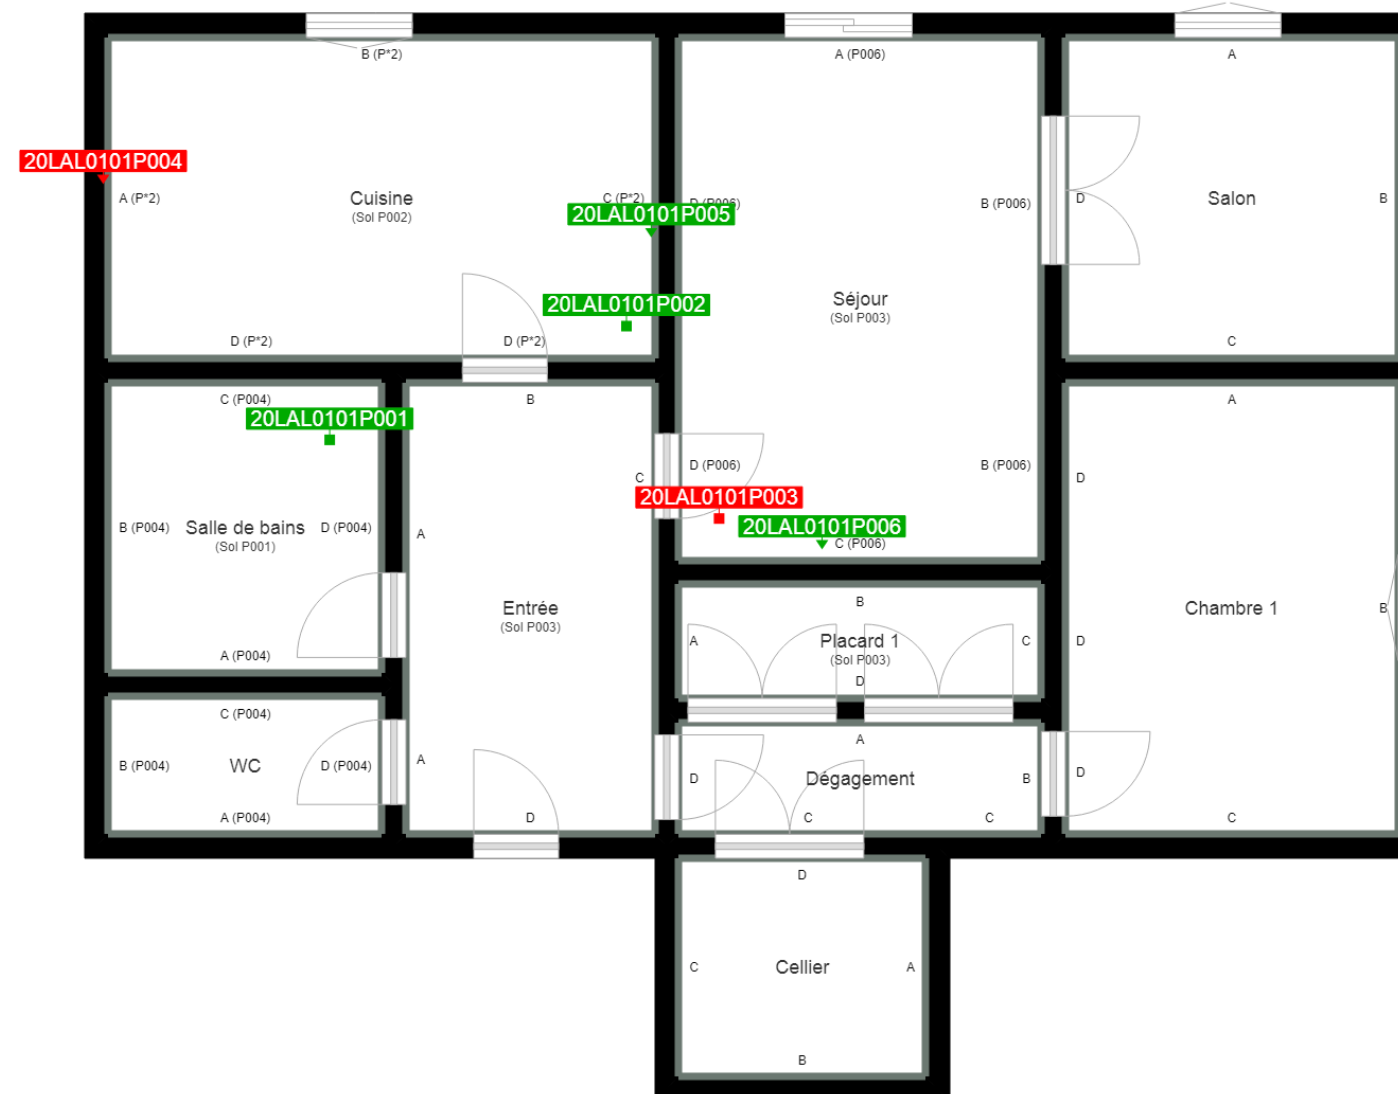 B (P*2)
A (P006)
A
20LAL0101P004
A (P*2)
Cuisine
(Sol P002)
C (P*2)
D (P006)
20LAL0101P005
B (P006)
D
Salon
B
20LAL0101P002
Séjour
(Sol P003)
D (P*2)
D (P*2)
C
C (P004)
20LAL0101P001
B
A
C
D (P006)
B (P006)
D
20LAL0101P003
20LAL0101P006
C (P006)
B (P004)
Salle de bains
(Sol P001)
D (P004)
A
Entrée
(Sol P003)
B
A
Placard 1
(Sol P003)
C
D
D
Chambre 1
B
A (P004)
C (P004)
B (P004)
WC
D (P004)
A (P004)
A
D
A
D
Dégagement
B
C
C
D
C
D
C
Cellier
A
B